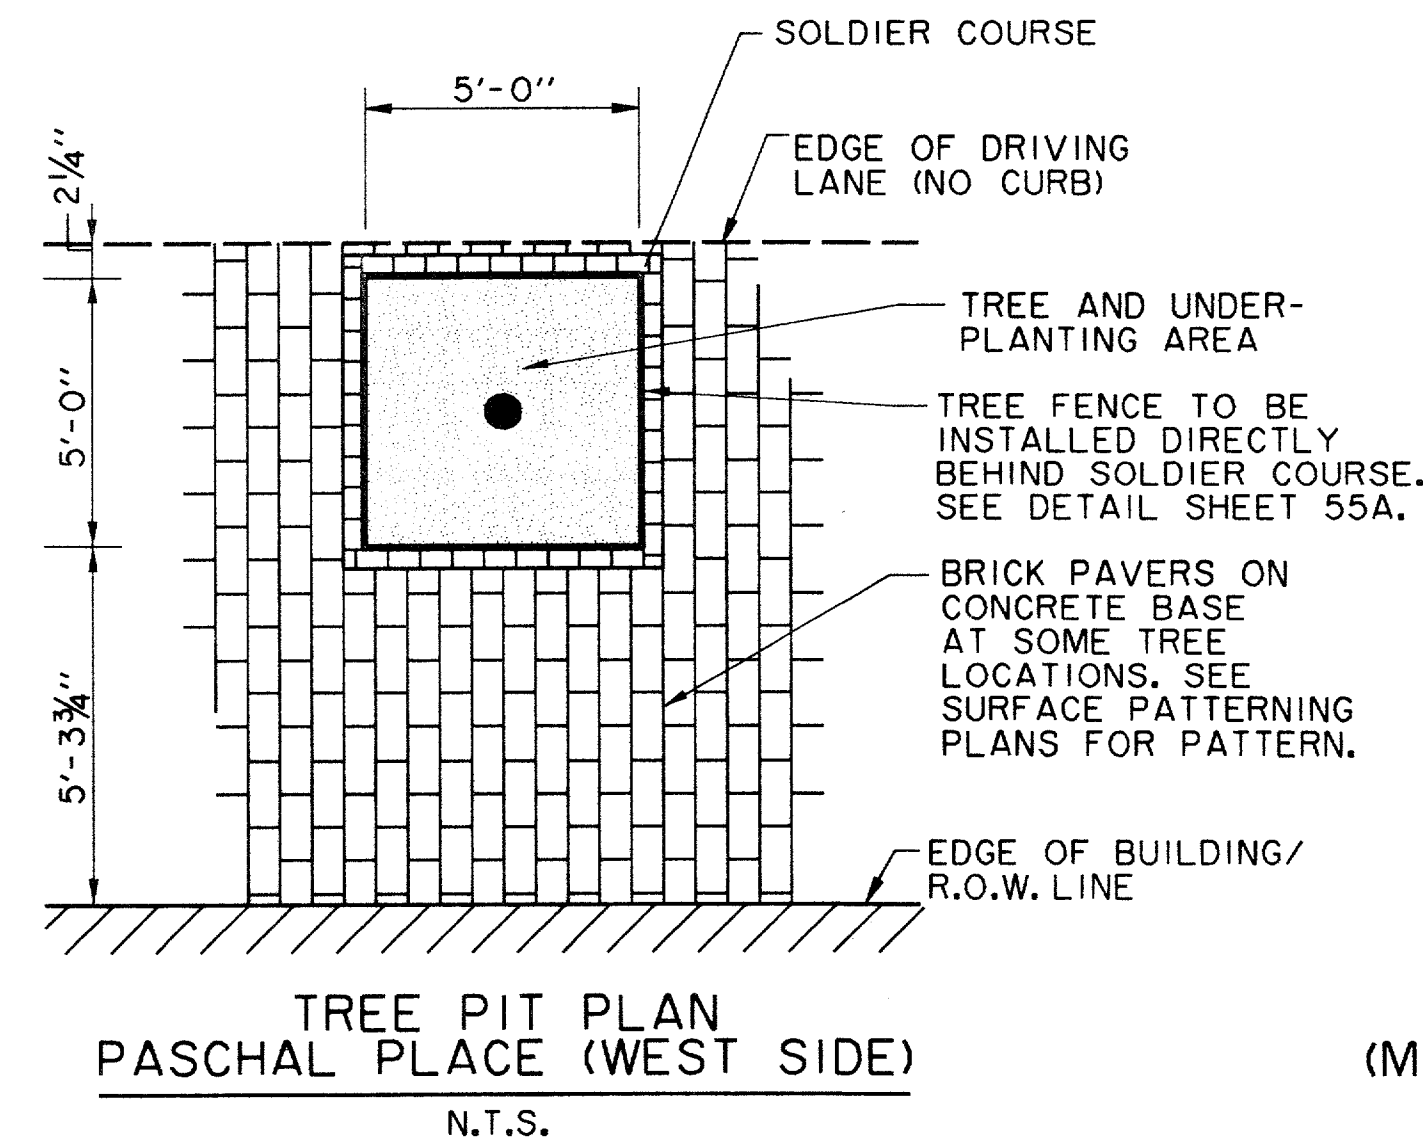 SOLDIER COURSE
5'-0"
2¼"
EDGE OF DRIVING
LANE (NO CURB)
TREE AND UNDER-
PLANTING AREA
5'-0"
TREE FENCE TO BE
INSTALLED DIRECTLY
BEHIND SOLDIER COURSE.
SEE DETAIL SHEET 55A.
BRICK PAVERS ON
CONCRETE BASE
AT SOME TREE
LOCATIONS. SEE
SURFACE PATTERNING
PLANS FOR PATTERN.
5'-3¾"
EDGE OF BUILDING/
R.O.W. LINE
TREE PIT PLAN
PASCHAL PLACE (WEST SIDE)
(M
N.T.S.